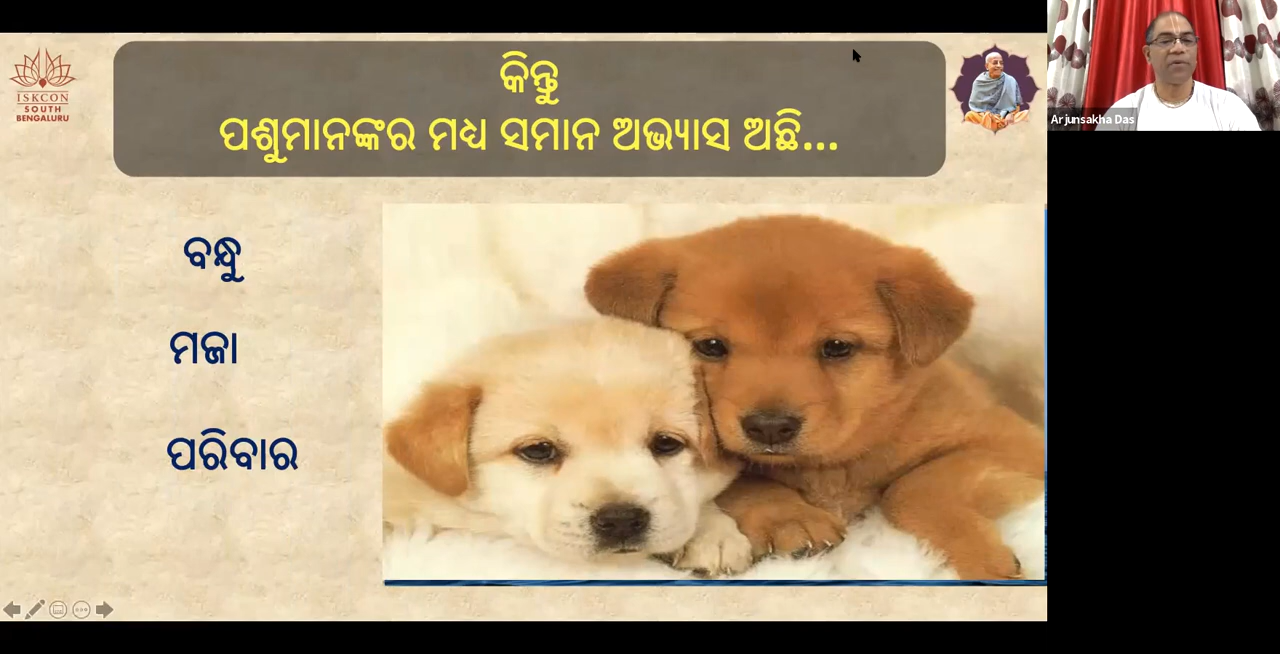 ISKCON
SOUTH
BENGALURU
କିନ୍ତୁ
ପଶୁମାନଙ୍କର ମଧ୍ୟ ସମାନ ଅଭ୍ୟାସ ଅଛି...
ବନ୍ଧୁ
ମଜା
ପରିବାର
Arjunsakha Das